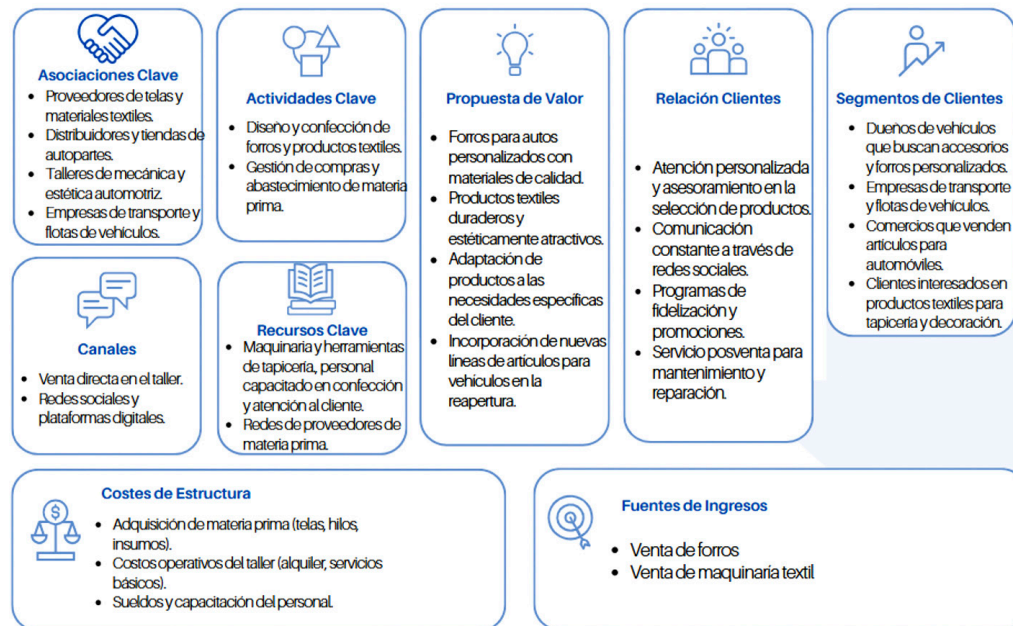 Asociaciones Clave
• Proveedores de telas y
materiales textiles.
• Distribuidores y tiendas de
autopartes.
• Talleres de mecánica y
estética automotriz.
• Empresas de transporte y
flotas de vehículos.
Actividades Clave
• Diseño y confección de
forros y productos textiles.
• Gestión de compras y
abastecimiento de materia
prima.
Propuesta de Valor
• Forros para autos
personalizados con
materiales de calidad.
• Productos textiles
duraderos y
estéticamente atractivos.
• Adaptación de
productos a las
necesidades específicas
del cliente.
• Incorporación de nuevas
líneas de artículos para
vehículos en la
reapertura.
Relación Clientes
• Atención personalizada
y asesoramiento en la
selección de productos.
• Comunicación
constante a través de
redes sociales.
• Programas de
fidelización y
promociones.
• Servicio posventa para
mantenimiento y
reparación.
Segmentos de Clientes
• Dueños de vehículos
que buscan accesorios
y forros personalizados.
• Empresas de transporte
y flotas de vehículos.
• Comercios que venden
artículos para
automóviles.
• Clientes interesados en
productos textiles para
tapicería y decoración.
Canales
• Venta directa en el taller.
• Redes sociales y
plataformas digitales.
Recursos Clave
• Maquinaria y herramientas
de tapicería, personal
capacitado en confección
y atención al cliente.
• Redes de proveedores de
materia prima.
$
Costes de Estructura
• Adquisición de materia prima (telas, hilos,
insumos).
• Costos operativos del taller (alquiler, servicios
básicos).
• Sueldos y capacitación del personal.
Fuentes de Ingresos
• Venta de forros
• Venta de maquinaría textil